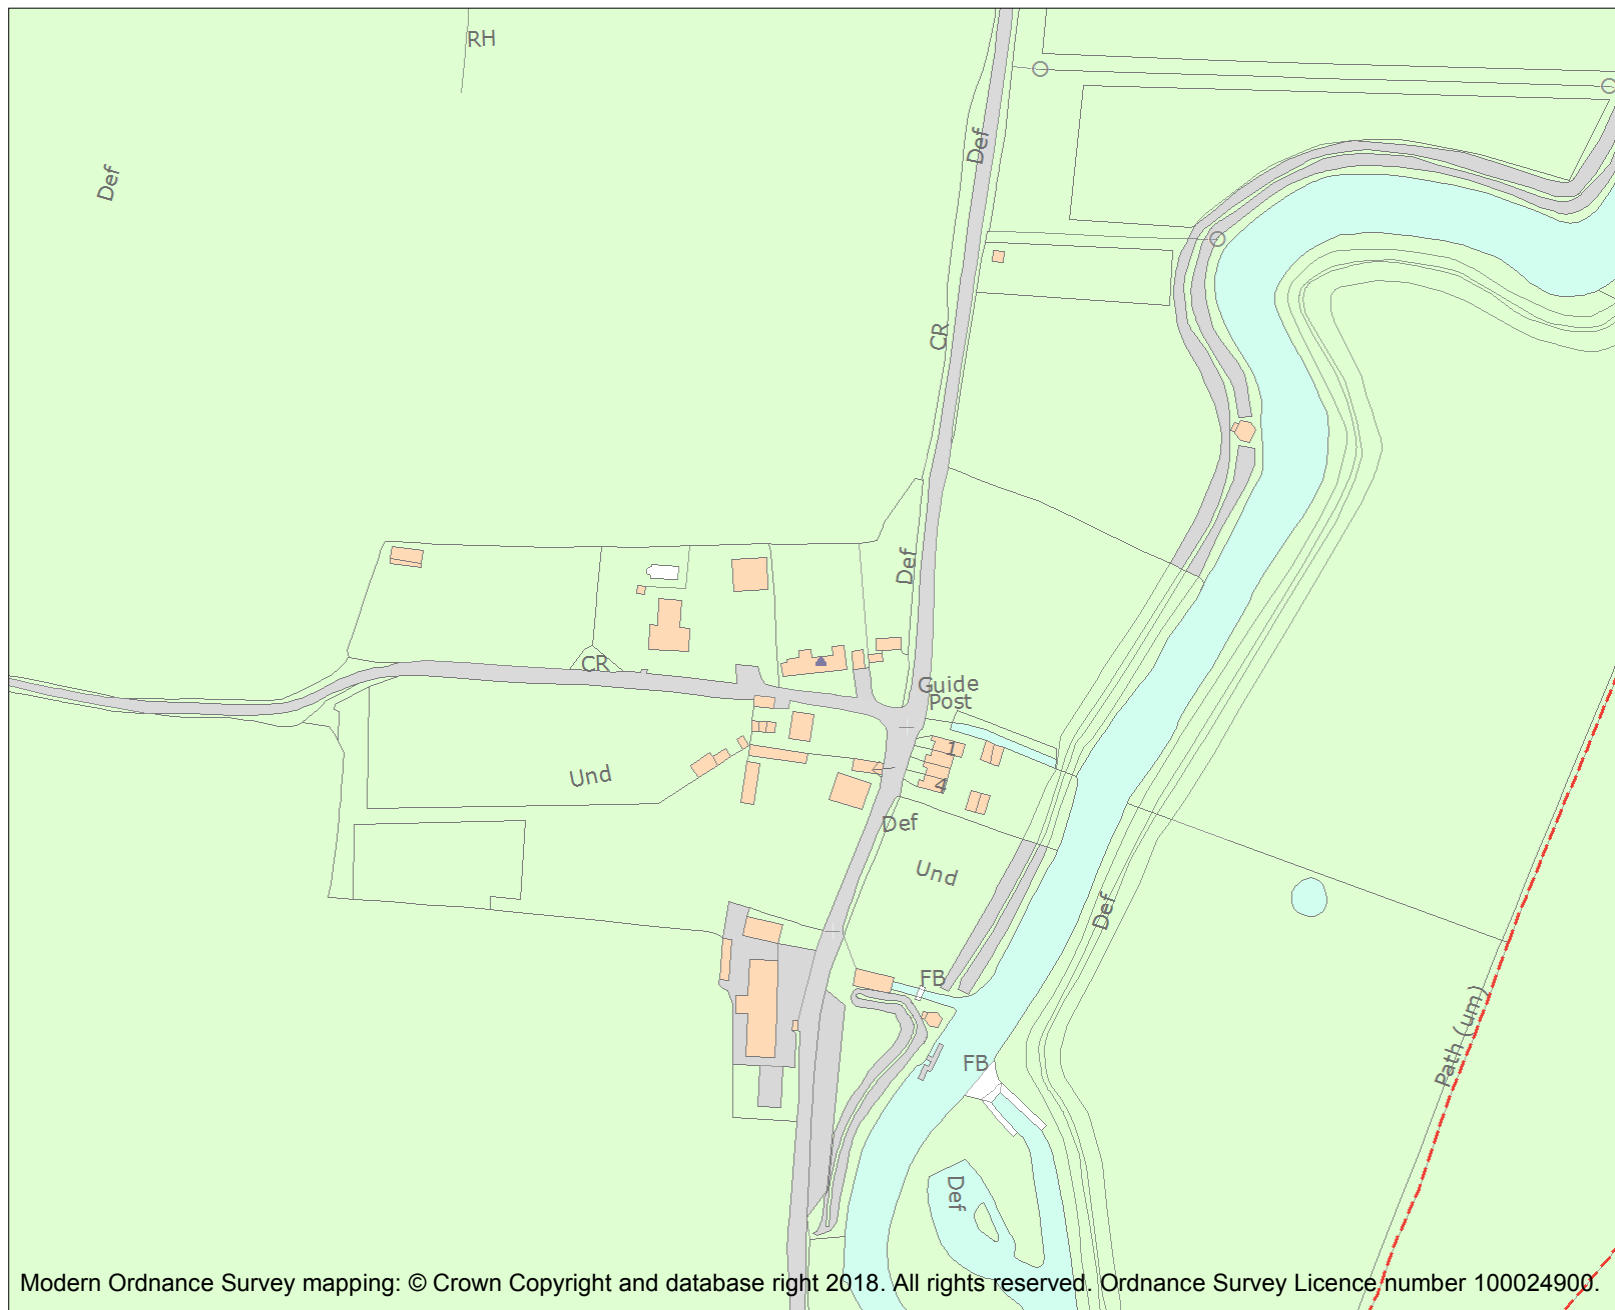 RH
Def
Def
CR
Def
CR
Guide
Post
1
Und
4
Def
Und
Def
FB
FB
Path (um)
Def
Modern Ordnance Survey mapping: © Crown Copyright and database right 2018. All rights reserved. Ordnance Survey Licence number 100024900.